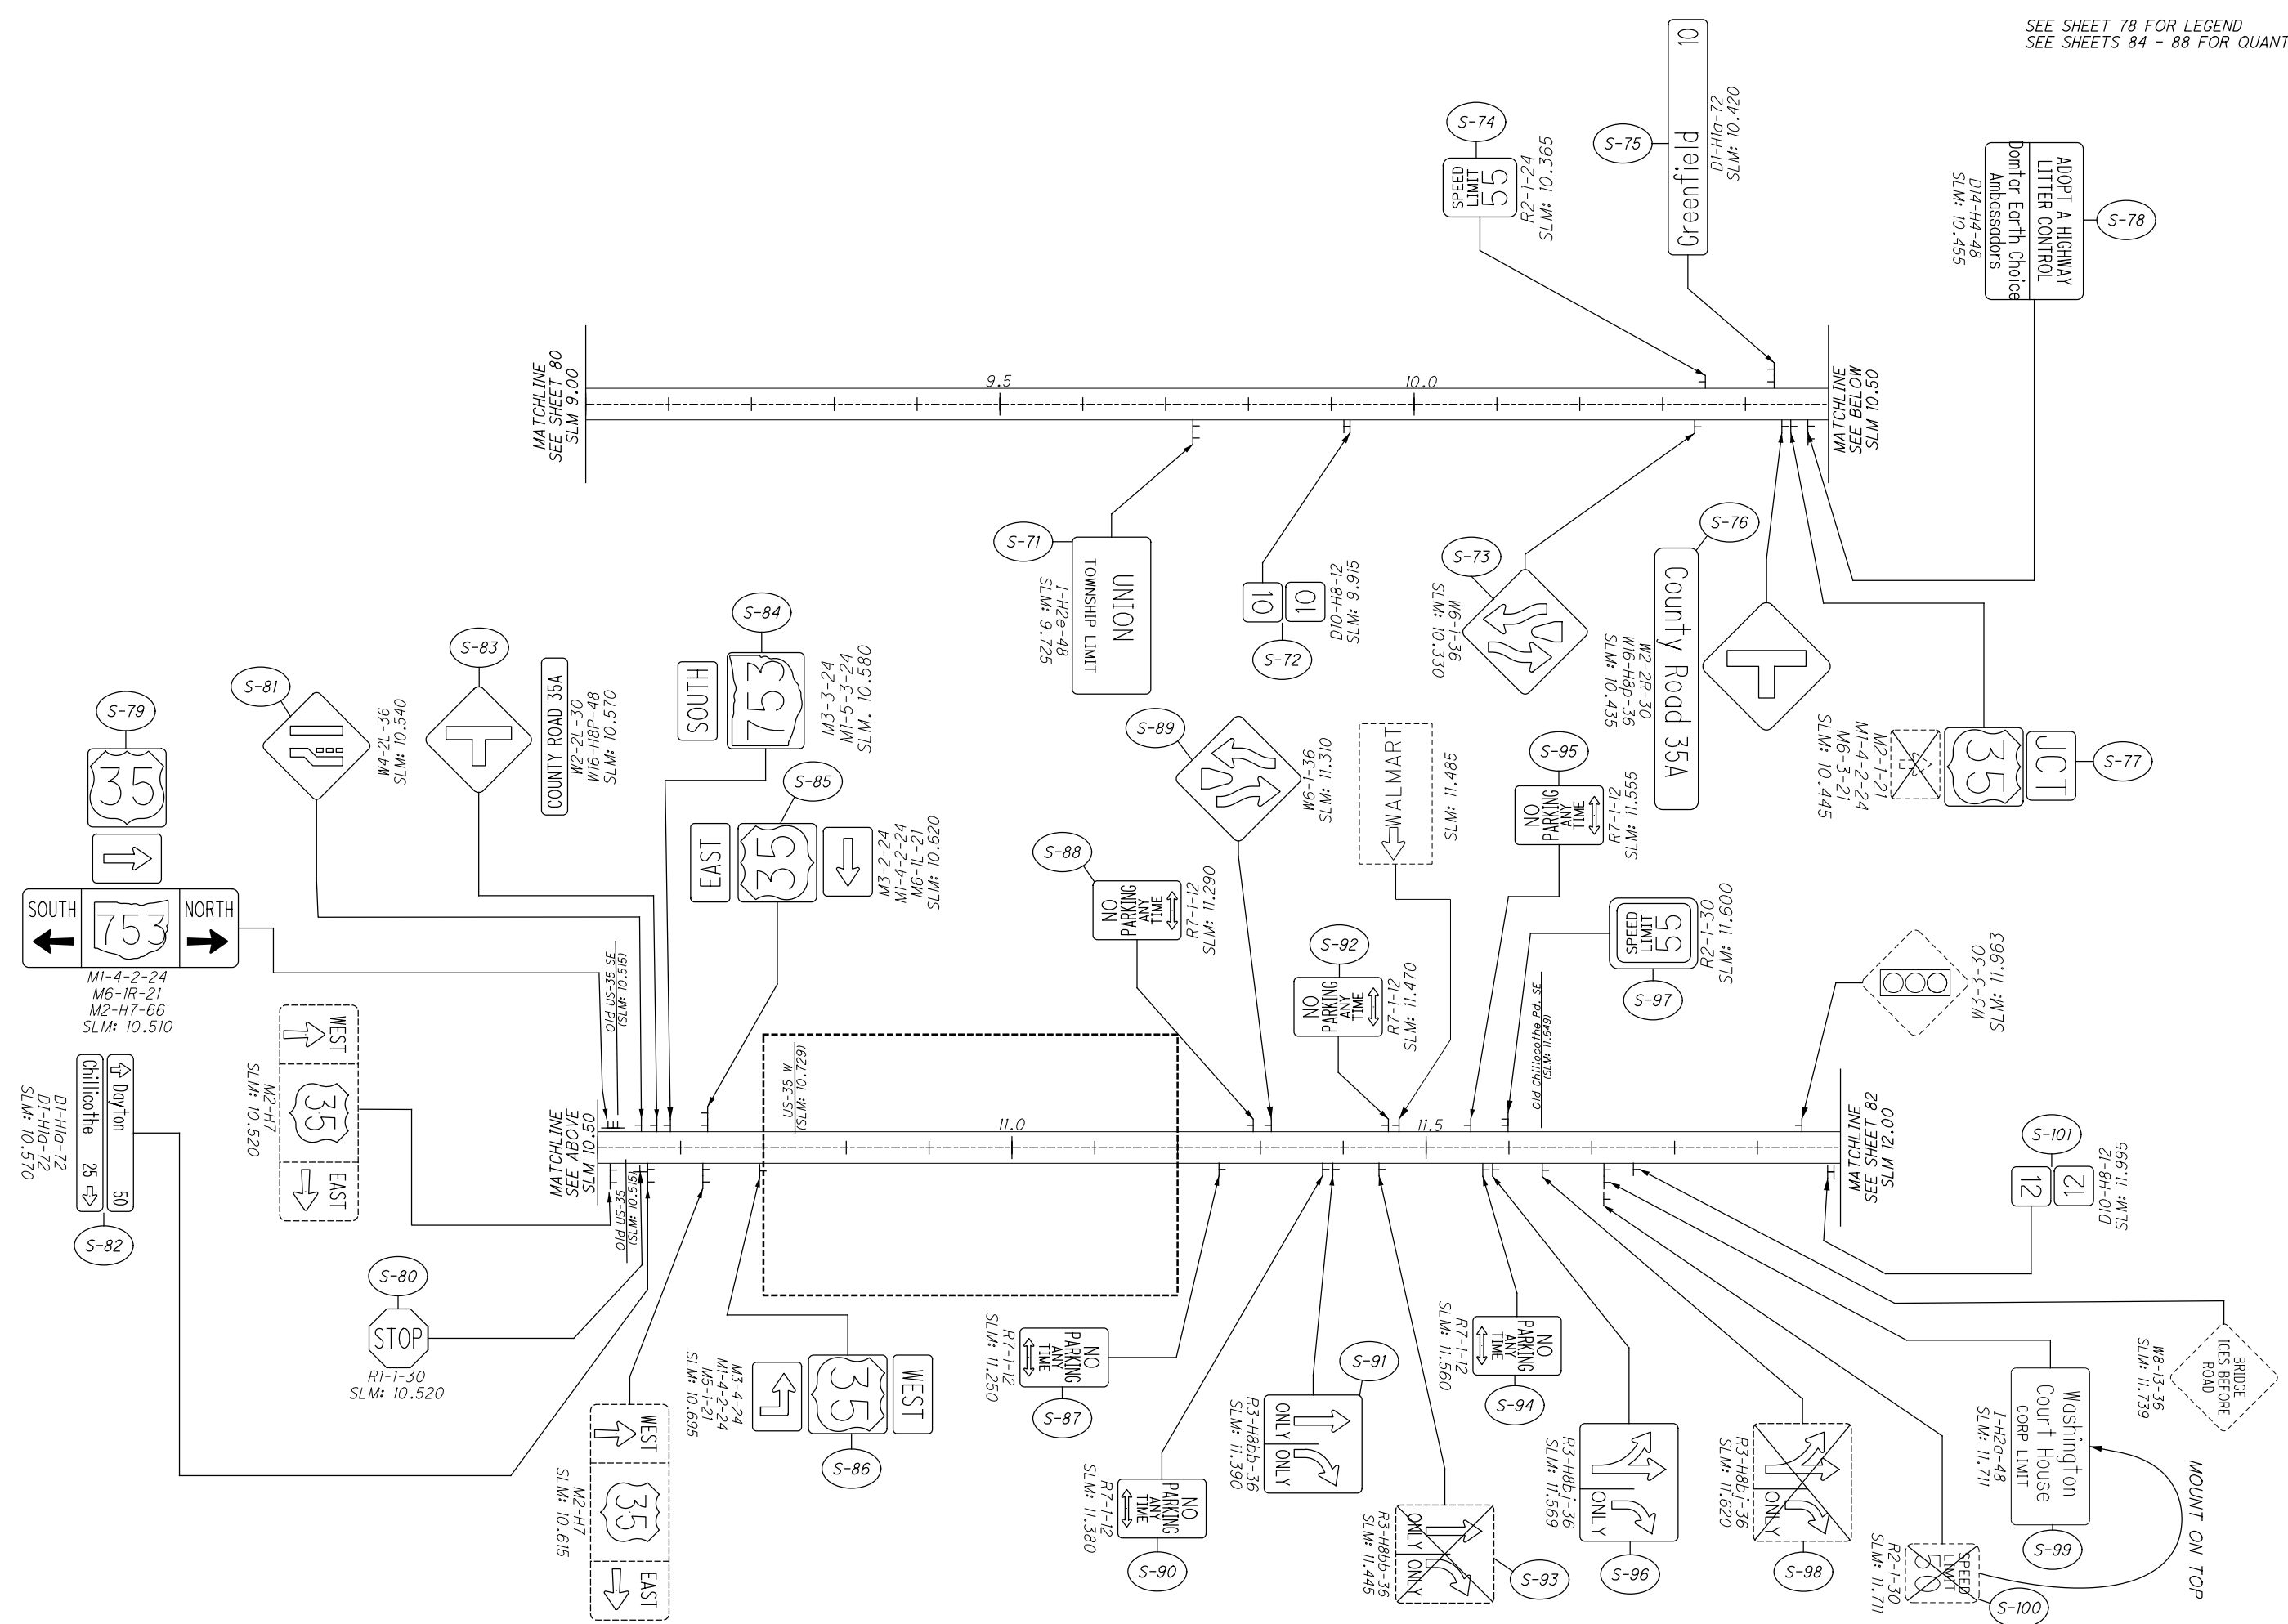 SEE SHEET 78 FOR LEGEND
SEE SHEETS 84 - 88 FOR QUANT
S-74
SPEED
LIMIT
55
R2-1-24
SLM: 10.365
S-75
Greenfield 10
D1-H1a-72
SLM: 10.420
S-78
ADOPT A HIGHWAY
LITTER CONTROL
Domtar Earth Choice
Ambassadors
D14-H4-48
SLM: 10.455
MATCHLINE
SEE SHEET 80
SLM 9.00
9.5
10.0
MATCHLINE
SEE BELOW
SLM 10.50
S-71
UNION
TOWNSHIP LIMIT
I-H2e-48
SLM: 9.725
S-72
10
10
D10-H8-12
SLM: 9.915
S-73
W6-1-36
SLM: 10.330
S-76
County Road 35A
W2-2R-30
W16-H8p-36
SLM: 10.435
S-77
JCT
35
M2-1-21
M1-4-2-24
M6-3-21
SLM: 10.445
S-79
35
SOUTH 753 NORTH
M1-4-2-24
M6-1R-21
M2-H7-66
SLM: 10.510
S-81
W4-2L-36
SLM: 10.540
S-83
COUNTY ROAD 35A
W2-2L-30
W16-H8P-48
SLM: 10.570
S-84
SOUTH
753
M3-3-24
M1-5-3-24
SLM. 10.580
S-85
EAST
35
M3-2-24
M1-4-2-24
M6-1L-21
SLM: 10.620
S-88
NO
PARKING
ANY
TIME
R7-1-12
SLM: 11.290
S-89
W6-1-36
SLM: 11.310
WALMART
SLM: 11.485
S-92
NO
PARKING
ANY
TIME
R7-1-12
SLM: 11.470
S-95
NO
PARKING
ANY
TIME
R7-1-12
SLM: 11.555
S-97
SPEED
LIMIT
55
R2-1-30
SLM: 11.600
W3-3-30
SLM: 11.963
Old US-35 SE
(SLM: 10.515)
US-35 W
(SLM: 10.729)
Old Chillocothe Rd. SE
(SLM: 11.649)
MATCHLINE
SEE ABOVE
SLM 10.50
11.0
11.5
MATCHLINE
SEE SHEET 82
SLM 12.00
Old US-35
(SLM: 10.515)
WEST 35 EAST
M2-H7
SLM: 10.520
Dayton 50
Chillicothe 25
D1-H1a-72
D1-H1a-72
SLM: 10.570
S-82
S-80
STOP
R1-1-30
SLM: 10.520
WEST 35 EAST
M2-H7
SLM: 10.615
WEST
35
M3-4-24
M1-4-2-24
M5-1-21
SLM: 10.695
S-86
NO
PARKING
ANY
TIME
R7-1-12
SLM: 11.250
S-87
NO
PARKING
ANY
TIME
R7-1-12
SLM: 11.380
S-90
S-91
ONLY ONLY
R3-H8bb-36
SLM: 11.390
ONLY ONLY
R3-H8bb-36
SLM: 11.445
S-93
NO
PARKING
ANY
TIME
R7-1-12
SLM: 11.560
S-94
ONLY
R3-H8bj-36
SLM: 11.569
S-96
ONLY
R3-H8bj-36
SLM: 11.620
S-98
SPEED
LIMIT
50
R2-1-30
SLM: 11.711
S-100
Washington
Court House
CORP LIMIT
I-H2a-48
SLM: 11.711
S-99
MOUNT ON TOP
BRIDGE
ICES BEFORE
ROAD
W8-13-36
SLM: 11.739
S-101
12
12
D10-H8-12
SLM: 11.995